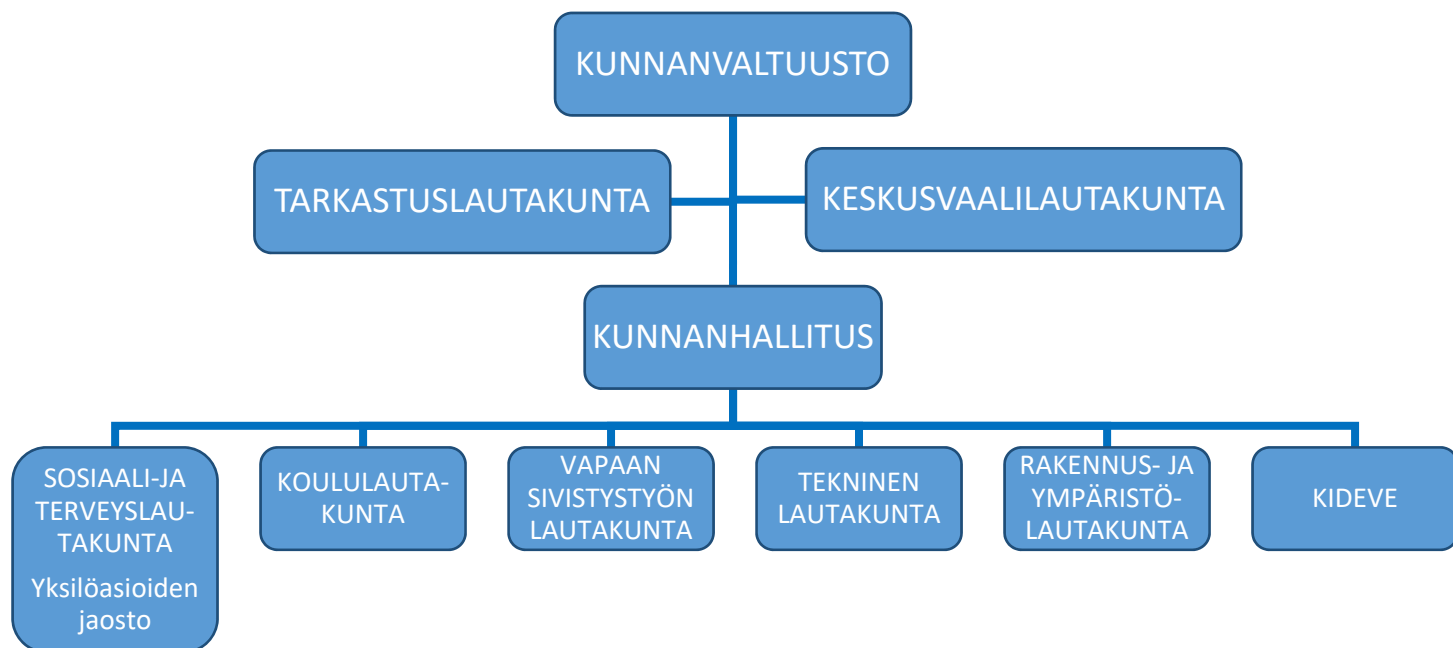 KUNNANVALTUUSTO
TARKASTUSLAUTAKUNTA
KESKUSVAALILAUTAKUNTA
KUNNANHALLITUS
SOSIAALI-JA
TERVEYSLAU-
TAKUNTA
Yksilöasioiden
jaosto
KOULULAUTA-
KUNTA
VAPAAN
SIVISTYSTYÖN
LAUTAKUNTA
TEKNINEN
LAUTAKUNTA
RAKENNUS- JA
YMPÄRISTÖ-
LAUTAKUNTA
KIDEVE